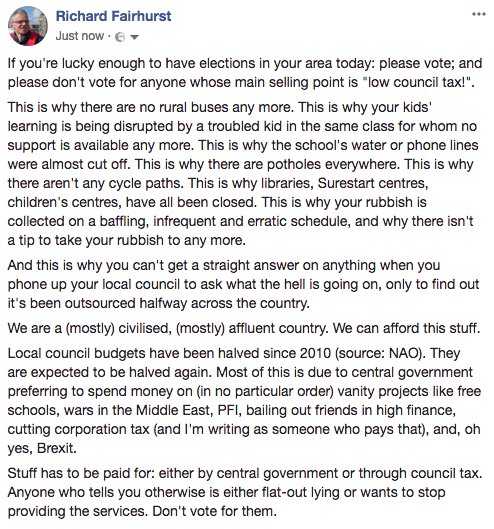 Richard Fairhurst
Just now ·
If you're lucky enough to have elections in your area today: please vote; and
please don't vote for anyone whose main selling point is "low council tax!".
This is why there are no rural buses any more. This is why your kids'
learning is being disrupted by a troubled kid in the same class for whom no
support is available any more. This is why the school's water or phone lines
were almost cut off. This is why there are potholes everywhere. This is why
there aren't any cycle paths. This is why libraries, Surestart centres,
children's centres, have all been closed. This is why your rubbish is
collected on a baffling, infrequent and erratic schedule, and why there isn't
a tip to take your rubbish to any more.
And this is why you can't get a straight answer on anything when you
phone up your local council to ask what the hell is going on, only to find out
it's been outsourced halfway across the country.
We are a (mostly) civilised, (mostly) affluent country. We can afford this stuff.
Local council budgets have been halved since 2010 (source: NAO). They
are expected to be halved again. Most of this is due to central government
preferring to spend money on (in no particular order) vanity projects like free
schools, wars in the Middle East, PFI, bailing out friends in high finance,
cutting corporation tax (and I'm writing as someone who pays that), and, oh
yes, Brexit.
Stuff has to be paid for: either by central government or through council tax.
Anyone who tells you otherwise is either flat-out lying or wants to stop
providing the services. Don't vote for them.